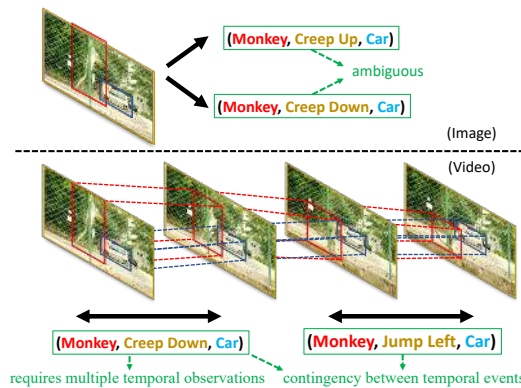 (Monkey, Creep Up, Car)
ambiguous
(Monkey, Creep Down, Car)
(Image)
(Video)
(Monkey, Creep Down, Car)
(Monkey, Jump Left, Car)
requires multiple temporal observations
contingency between temporal events